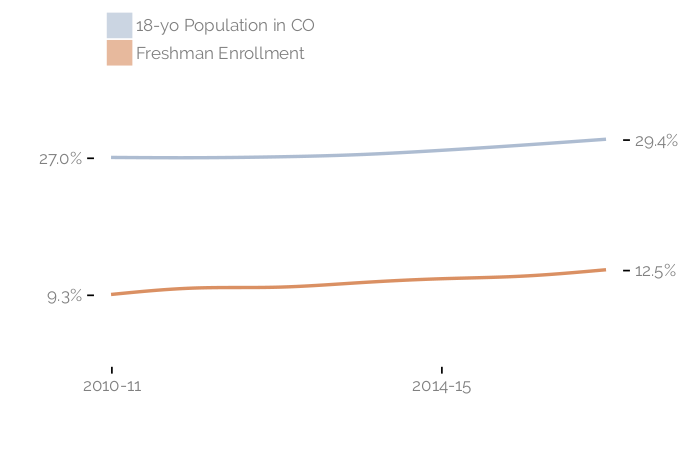 18-yo Population in CO
Freshman Enrollment
29.4%
27.0%
12.5%
9.3%
2010-11 2014-15